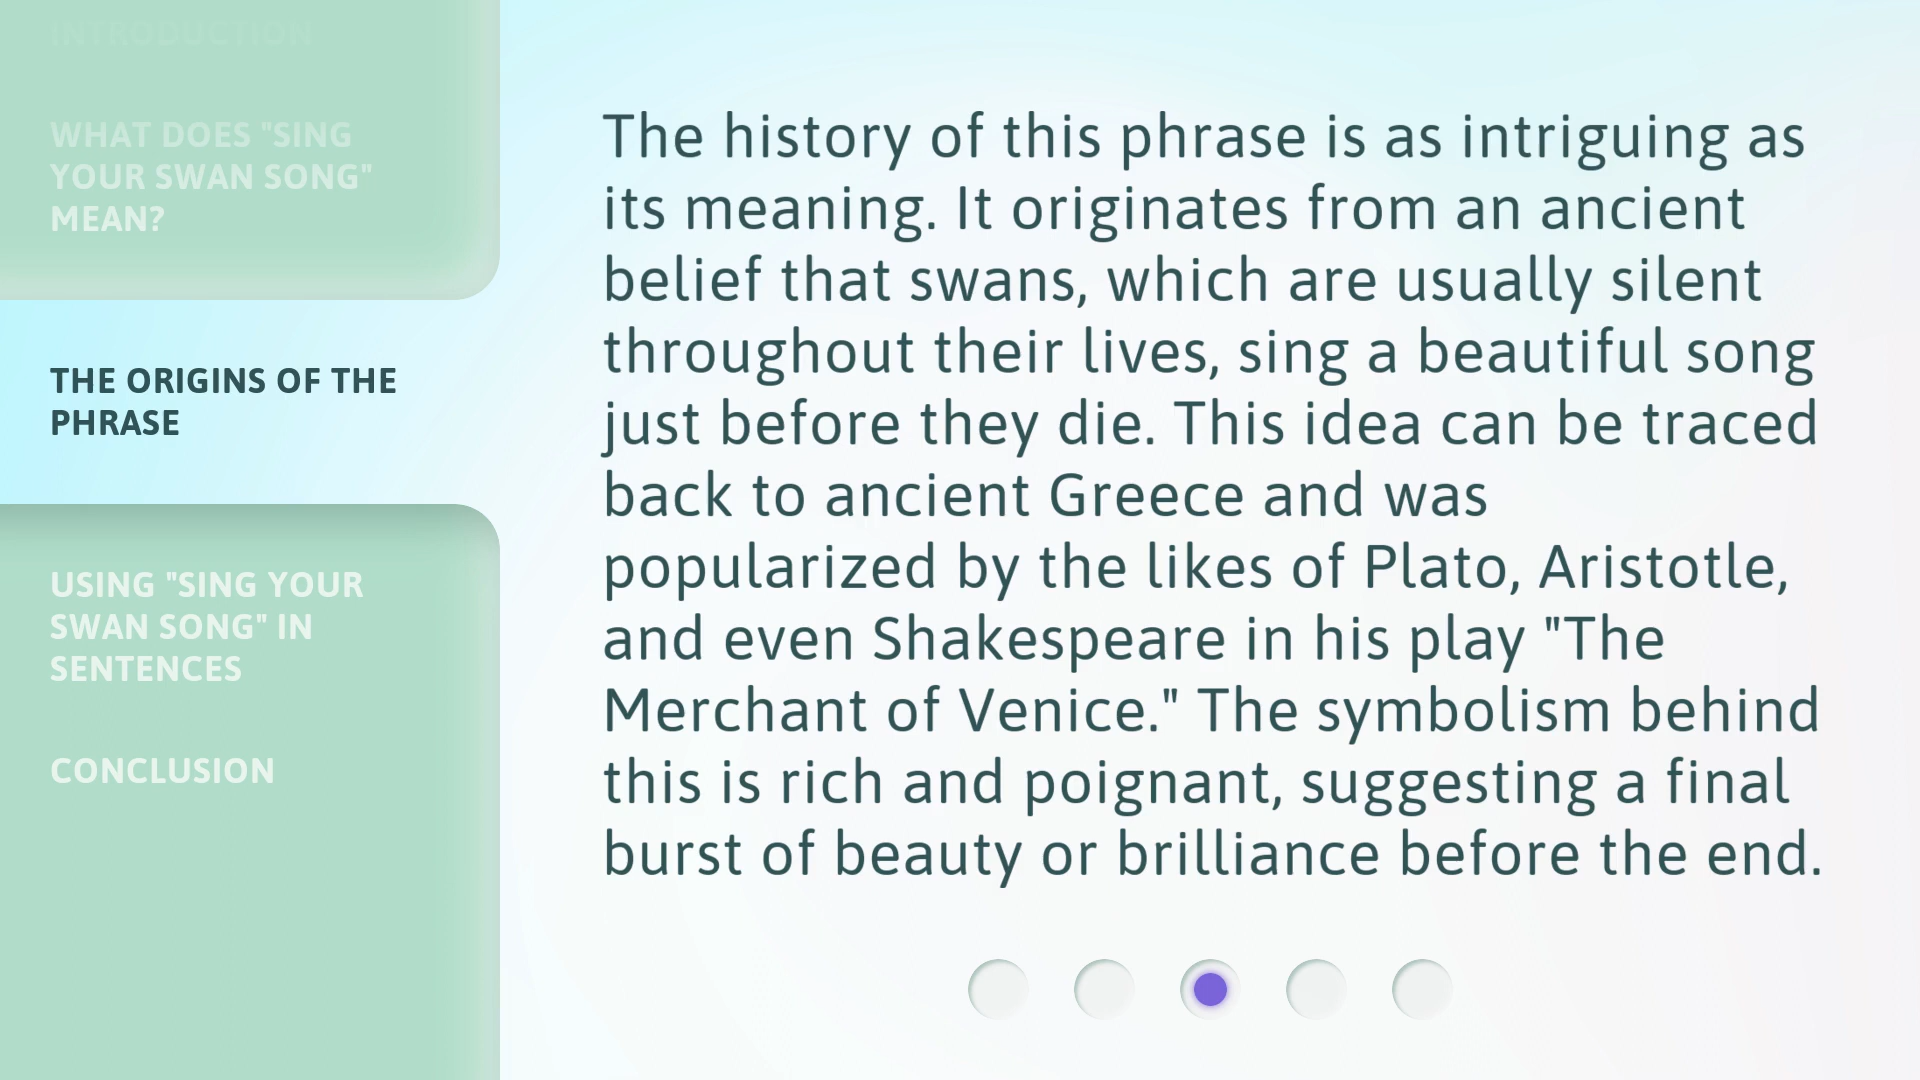 INTRODUCTION
WHAT DOES "SING
YOUR SWAN SONG"
MEAN?
THE ORIGINS OF THE
PHRASE
USING "SING YOUR
SWAN SONG" IN
SENTENCES
CONCLUSION
The history of this phrase is as intriguing as
its meaning. It originates from an ancient
belief that swans, which are usually silent
throughout their lives, sing a beautiful song
just before they die. This idea can be traced
back to ancient Greece and was
popularized by the likes of Plato, Aristotle,
and even Shakespeare in his play "The
Merchant of Venice." The symbolism behind
this is rich and poignant, suggesting a final
burst of beauty or brilliance before the end.